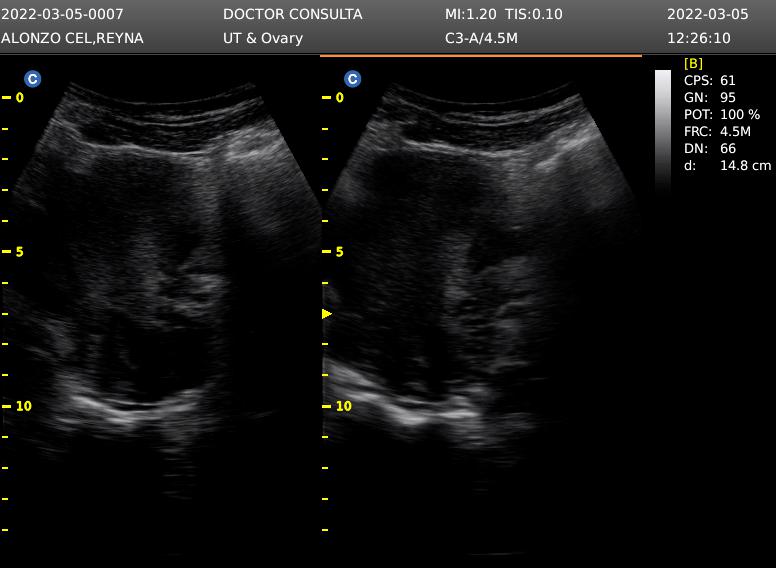 2022-03-05-0007 DOCTOR CONSULTA MI:1.20 TIS:0.10 2022-03-05
ALONZO CEL,REYNA UT & Ovary C3-A/4.5M 12:26:10
C C [B]
0 0 CPS: 61
GN: 95
POT: 100 %
FRC: 4.5M
DN: 66
d: 14.8 cm
5 5
10 10